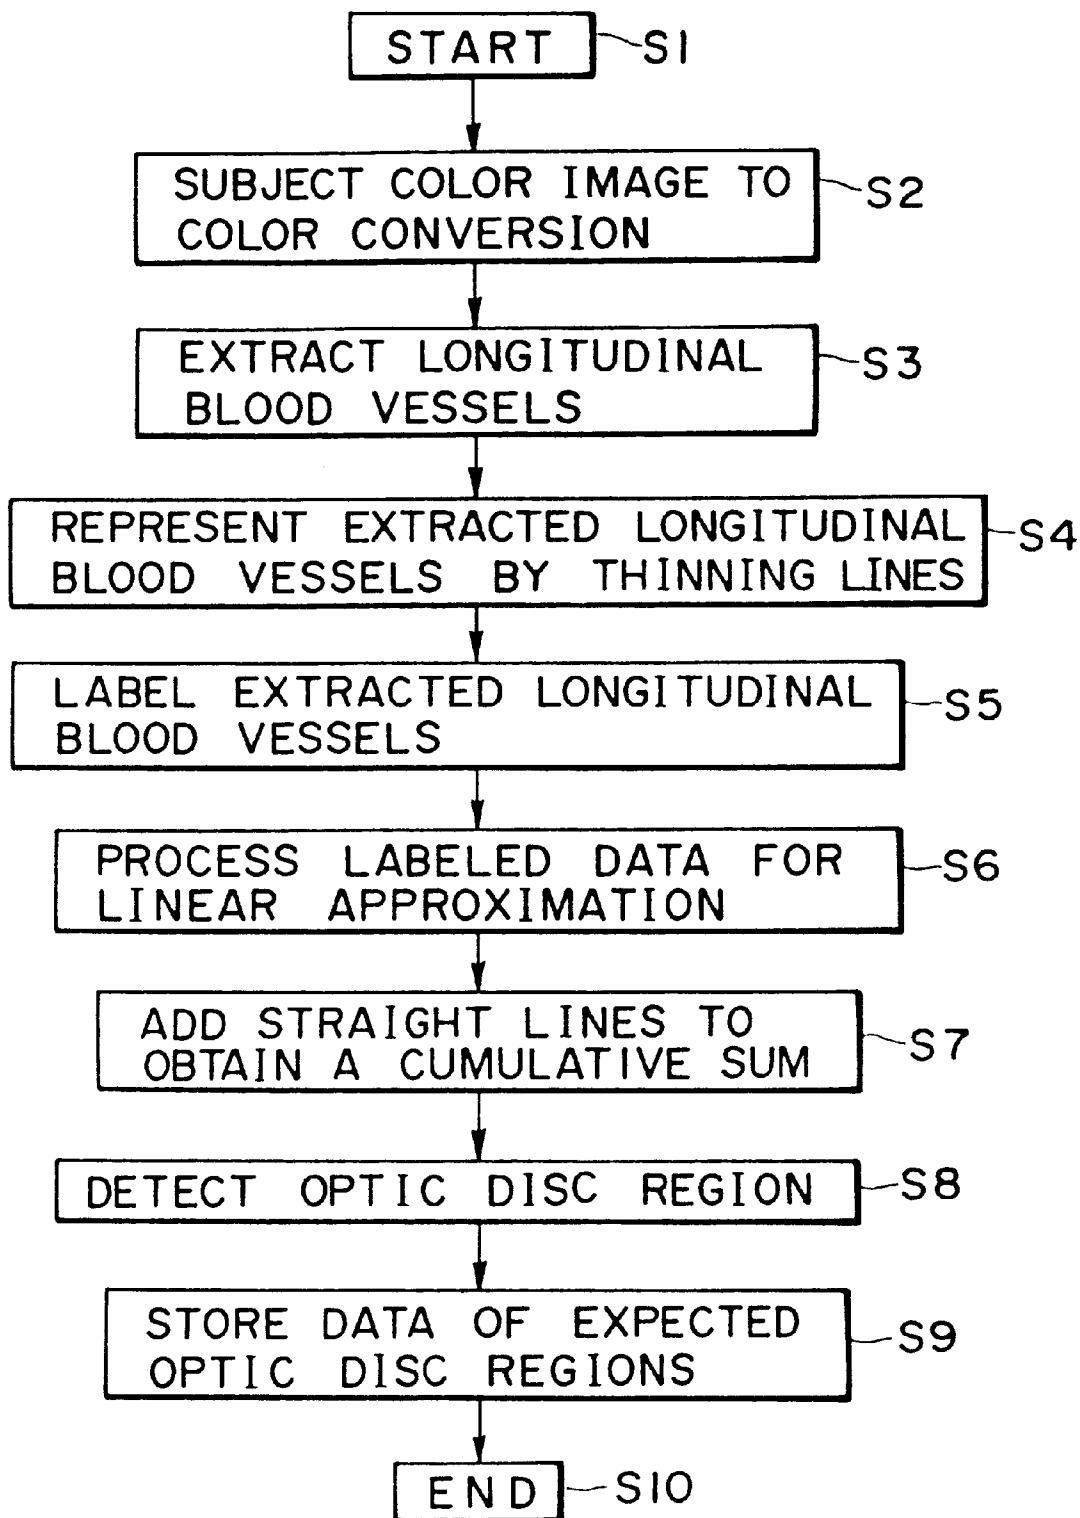 START
S1
SUBJECT COLOR IMAGE TO
COLOR CONVERSION
S2
EXTRACT LONGITUDINAL
BLOOD VESSELS
S3
REPRESENT EXTRACTED LONGITUDINAL
BLOOD VESSELS BY THINNING LINES
S4
LABEL EXTRACTED LONGITUDINAL
BLOOD VESSELS
S5
PROCESS LABELED DATA FOR
LINEAR APPROXIMATION
S6
ADD STRAIGHT LINES TO
OBTAIN A CUMULATIVE SUM
S7
DETECT OPTIC DISC REGION
S8
STORE DATA OF EXPECTED
OPTIC DISC REGIONS
S9
END
S10